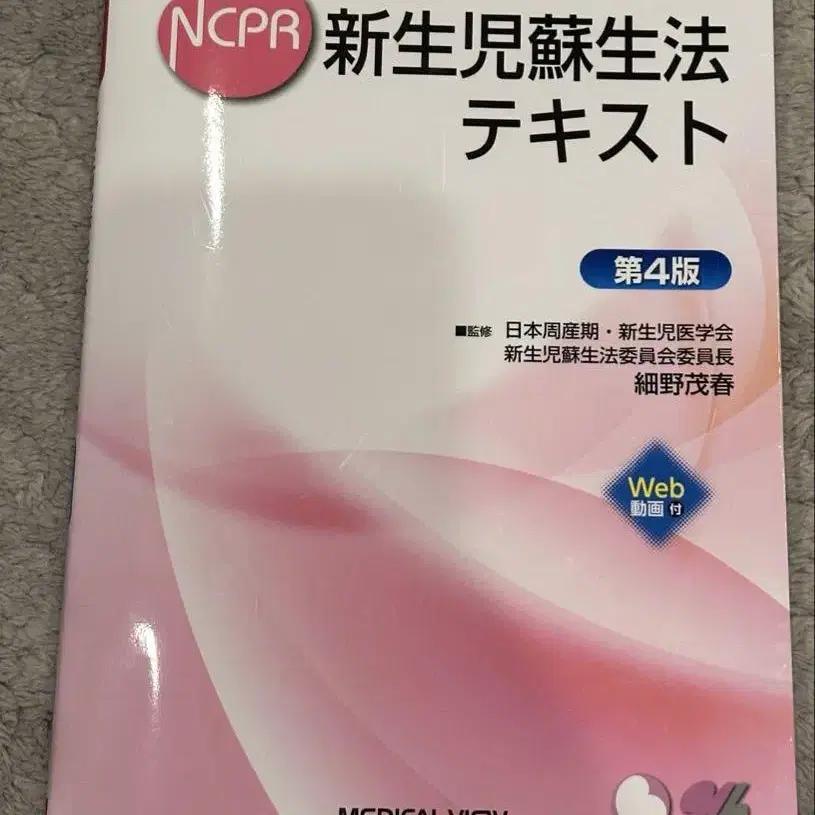 NCPR
新生児蘇生法
テキスト
第4版
■監修 日本周産期・新生児医学会
新生児蘇生法委員会委員長
細野茂春
Web
動画 付
MEDICAL VIEW